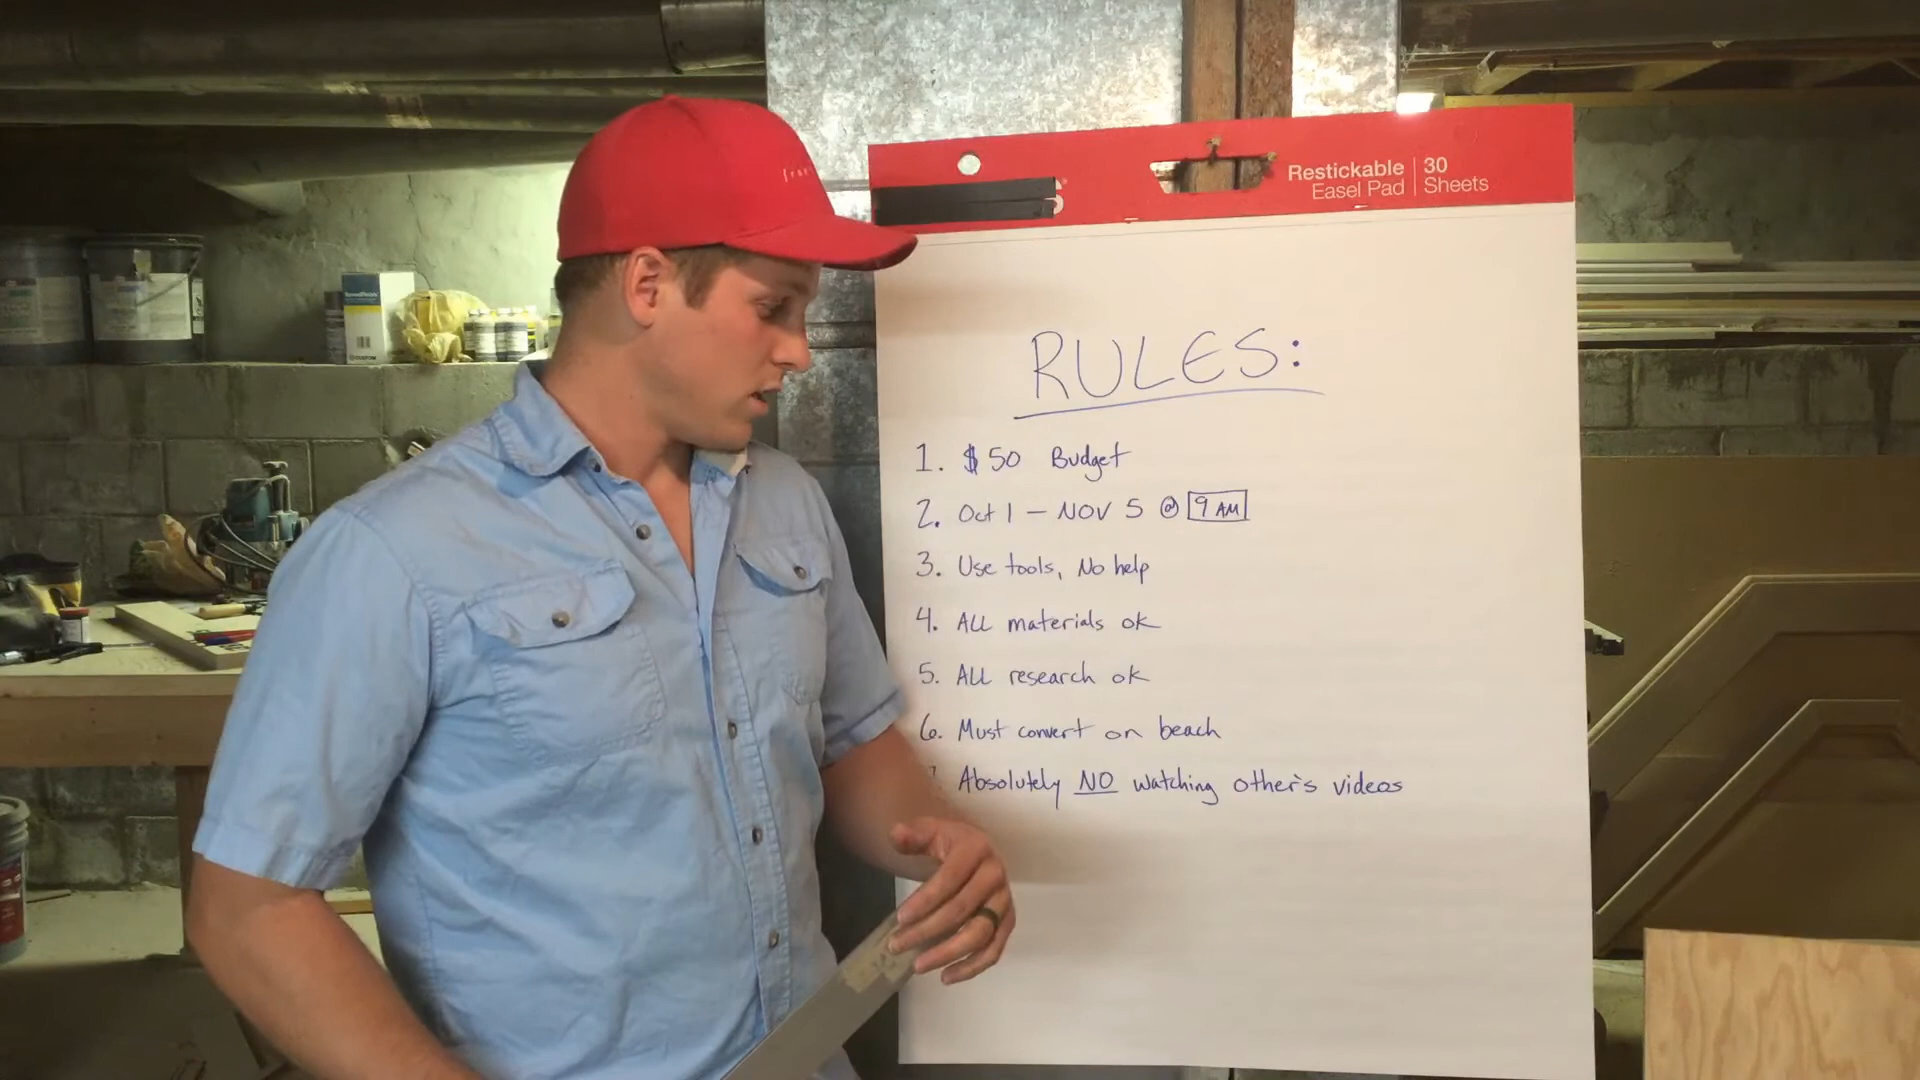 Restickable
Easel Pad
30
Sheets
RULES:
1. $50 Budget
2. Oct 1 – NOV 5 @ 9 AM
3. Use tools, No help
4. ALL materials ok
5. ALL research ok
6. Must convert on beach
Absolutely NO watching other's videos